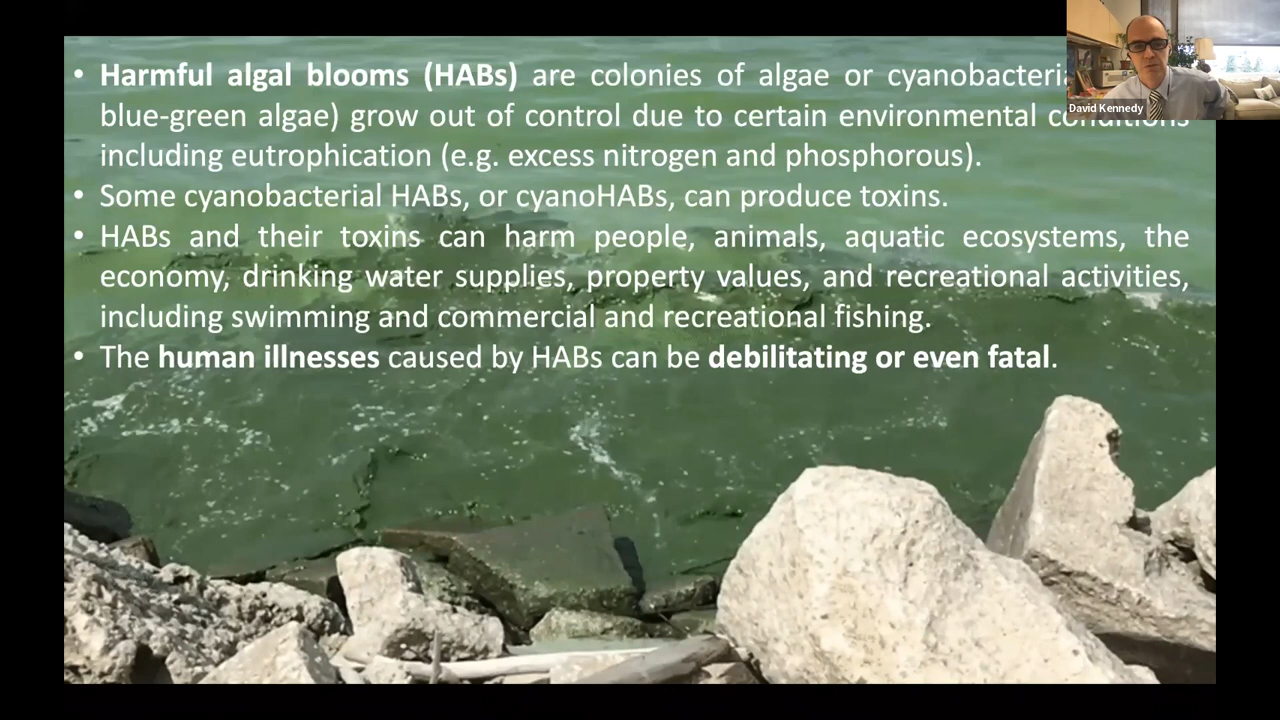 • Harmful algal blooms (HABs) are colonies of algae or
blue-green algae) grow out of control due to certain environmental conditions
including eutrophication (e.g. excess nitrogen and phosphorous).
• Some cyanobacterial HABs, or cyanoHABs, can produce toxins.
• HABs and their toxins can harm people, animals, aquatic ecosystems, the
economy, drinking water supplies, property values, and recreational activities,
including swimming and commercial and recreational fishing.
• The human illnesses caused by HABs can be debilitating or even fatal.
David Kennedy